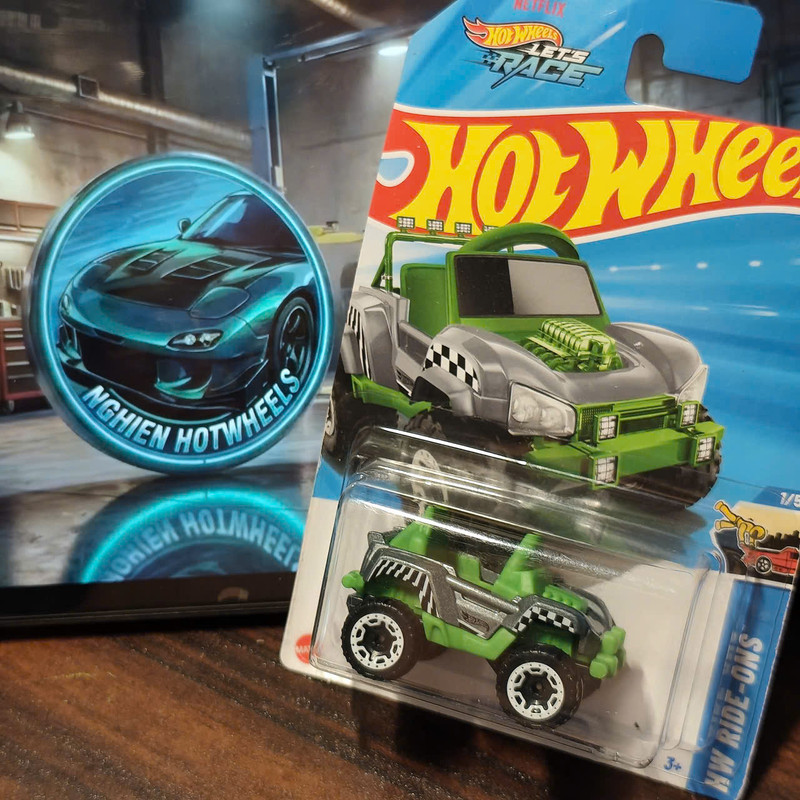 NETFLIX
HOT WHEELS
LET'S
RACE
HOT WHEE
NGHIEN HOTWHEELS
1/5
HW RIDE-ONS
3+